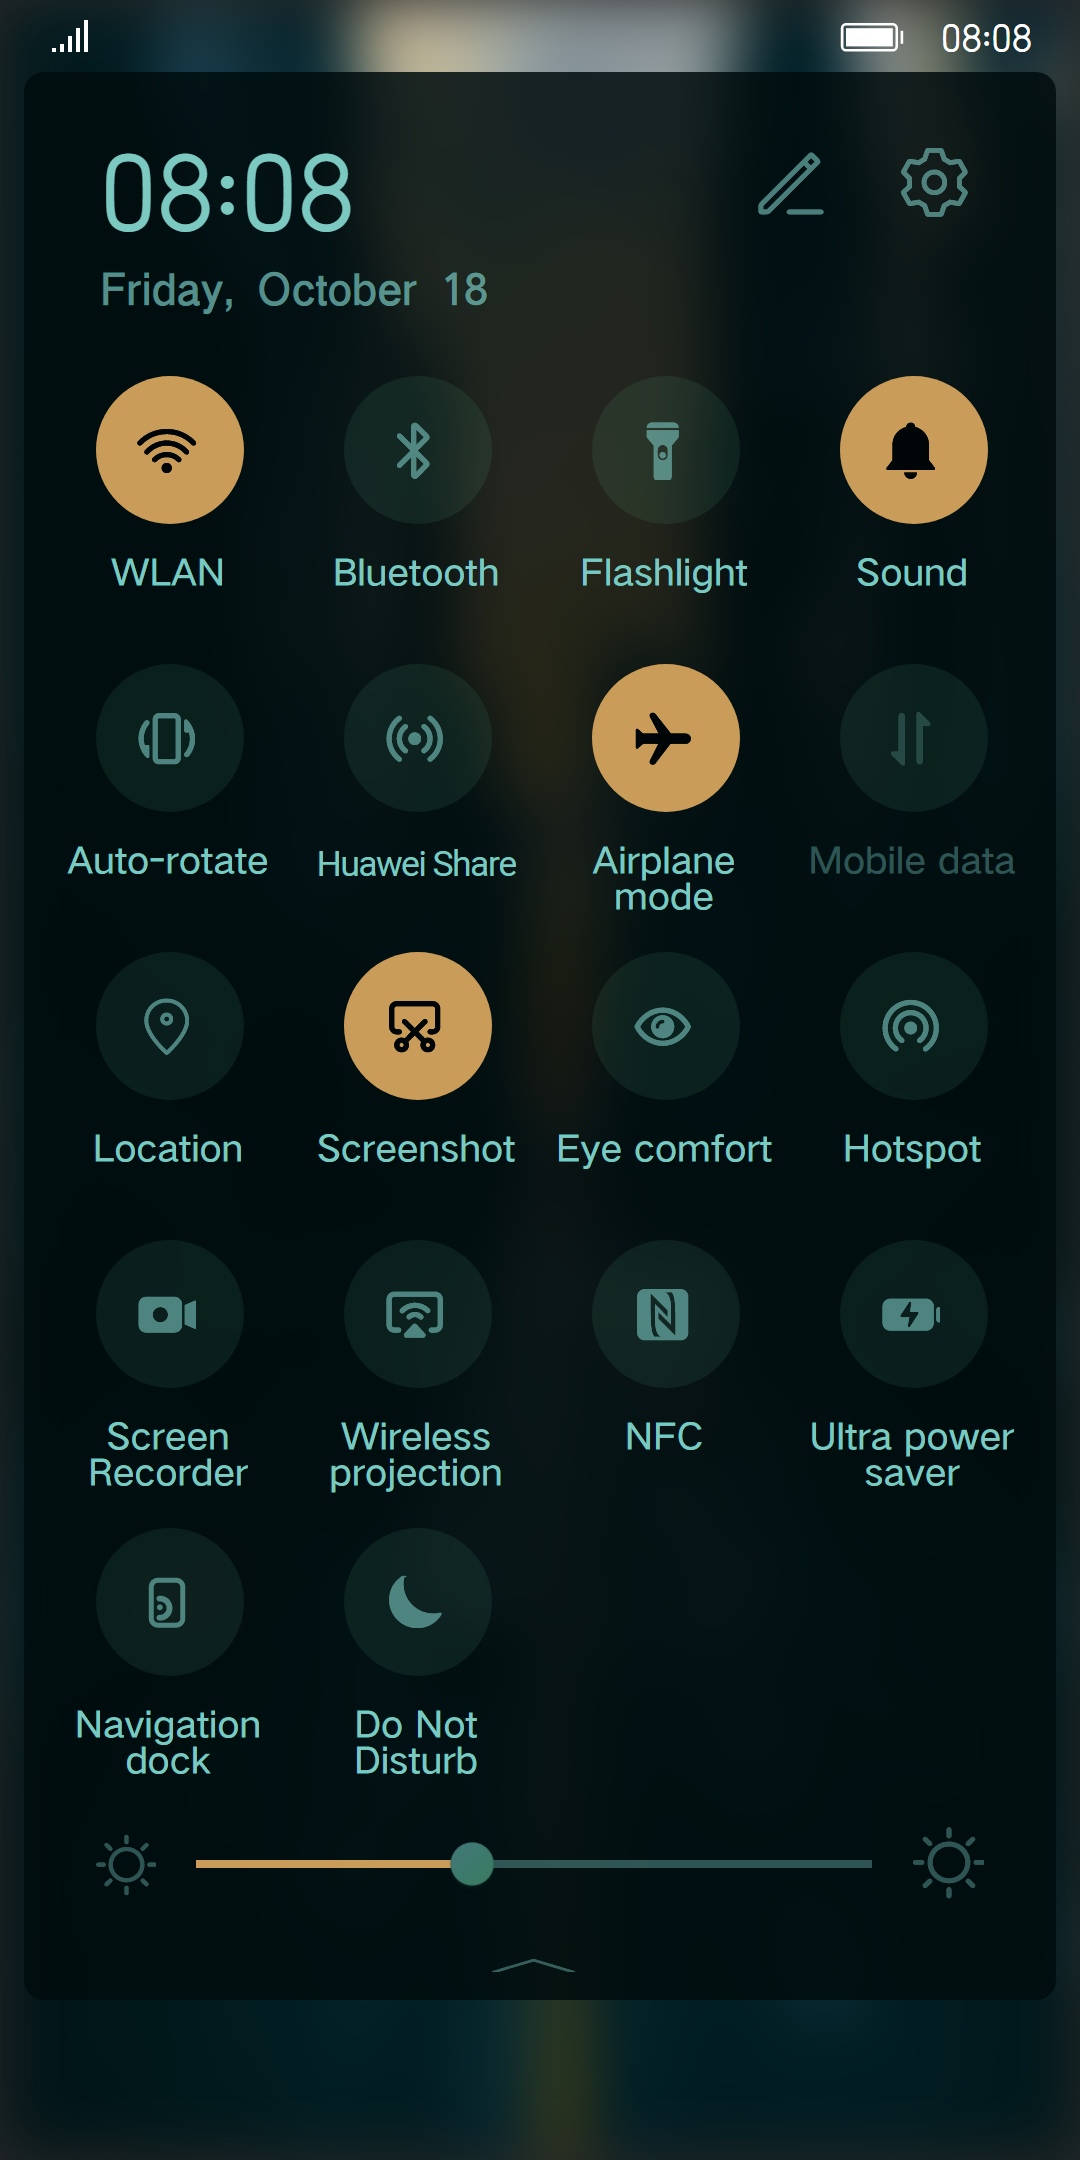 08:08
08:08
Friday, October 18
WLAN
Bluetooth
Flashlight
Sound
Auto-rotate
Huawei Share
Airplane
mode
Mobile data
Location
Screenshot
Eye comfort
Hotspot
Screen
Recorder
Wireless
projection
NFC
Ultra power
saver
Navigation
dock
Do Not
Disturb